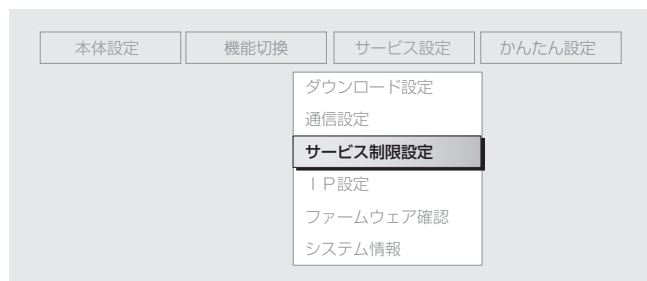 本体設定 機能切換 サービス設定 かんたん設定
ダウンロード設定
通信設定
サービス制限設定
ＩＰ設定
ファームウェア確認
システム情報